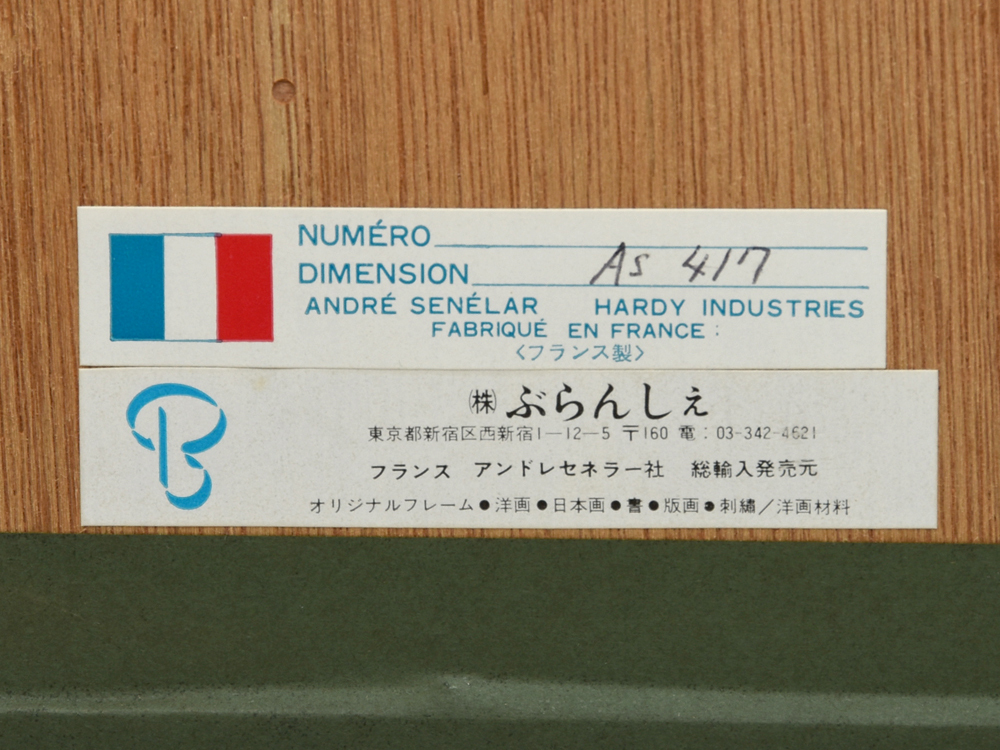 NUMÉRO
DIMENSION As 417
ANDRÉ SENÉLAR HARDY INDUSTRIES
FABRIQUÉ EN FRANCE:
〈フランス製〉
B
㈱ ぶらんしぇ
東京都新宿区西新宿1-12-5 〒160 電:03-342-4621
フランス アンドレセネラー社 総輸入発売元
オリジナルフレーム●洋画●日本画●書●版画●刺繡/洋画材料